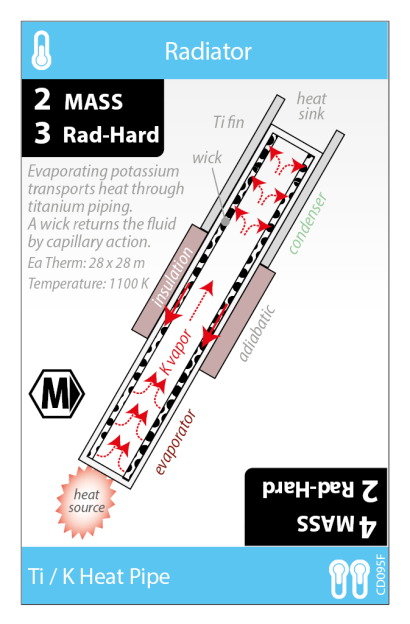 Radiator
2 MASS
3 Rad-Hard
Evaporating potassium
transports heat through
titanium piping.
A wick returns the fluid
by capillary action.
Ea Therm: 28 x 28 m
Temperature: 1100 K
Ti fin
heat
sink
wick
condenser
insulation
adiabatic
K vapor
evaporator
M
heat
source
4 MASS
2 Rad-Hard
Ti / K Heat Pipe
CD095F